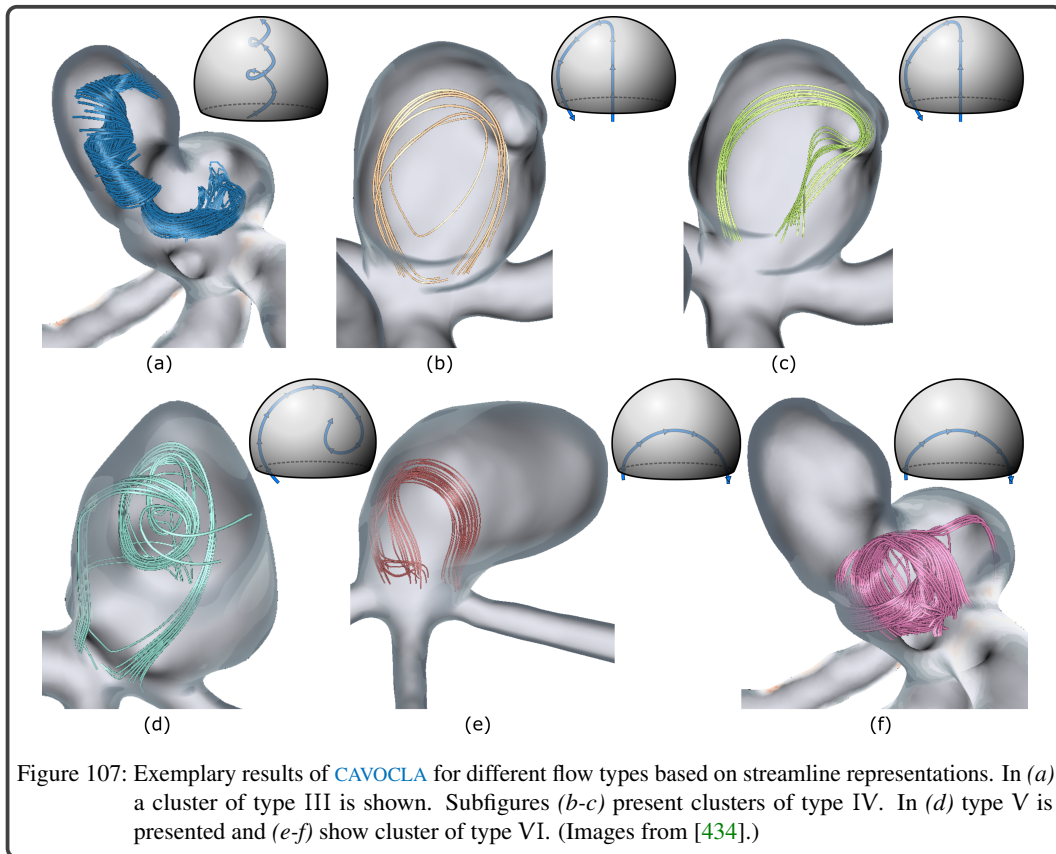 (a)
(b)
(c)
(d)
(e)
(f)
Figure 107: Exemplary results of CAVOCLA for different flow types based on streamline representations. In (a)
a cluster of type III is shown. Subfigures (b-c) present clusters of type IV. In (d) type V is
presented and (e-f) show cluster of type VI. (Images from [434].)